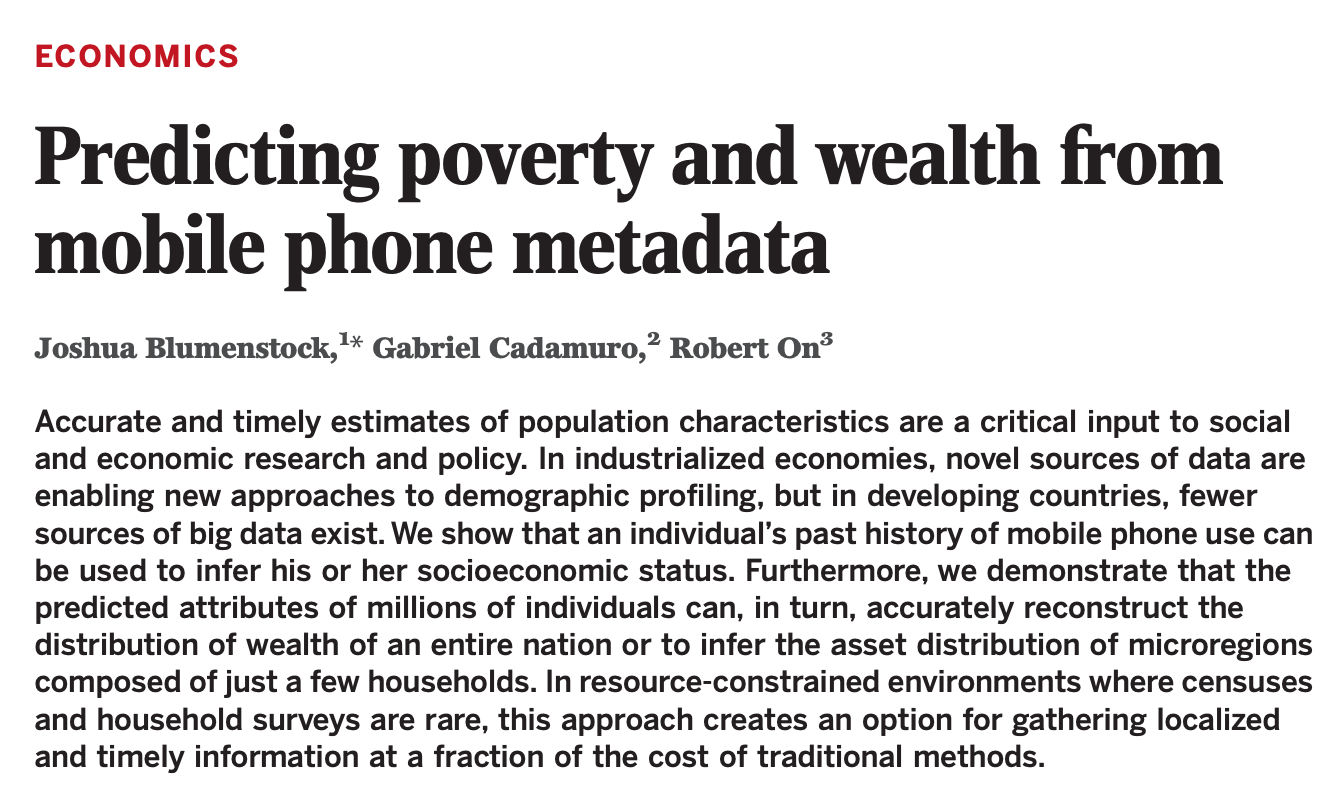 ECONOMICS
Predicting poverty and wealth from
mobile phone metadata
Joshua Blumenstock,1* Gabriel Cadamuro,2 Robert On3
Accurate and timely estimates of population characteristics are a critical input to social
and economic research and policy. In industrialized economies, novel sources of data are
enabling new approaches to demographic profiling, but in developing countries, fewer
sources of big data exist. We show that an individual’s past history of mobile phone use can
be used to infer his or her socioeconomic status. Furthermore, we demonstrate that the
predicted attributes of millions of individuals can, in turn, accurately reconstruct the
distribution of wealth of an entire nation or to infer the asset distribution of microregions
composed of just a few households. In resource-constrained environments where censuses
and household surveys are rare, this approach creates an option for gathering localized
and timely information at a fraction of the cost of traditional methods.